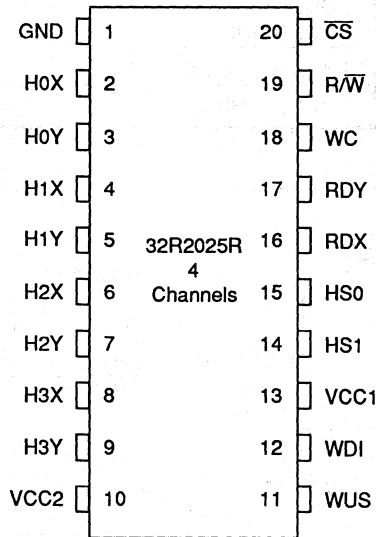 GND 1 20 C̅S̅
H0X 2 19 R/W̅
H0Y 3 18 WC
H1X 4 17 RDY
H1Y 5 16 RDX
32R2025R
4
Channels
H2X 6 15 HS0
H2Y 7 14 HS1
H3X 8 13 VCC1
H3Y 9 12 WDI
VCC2 10 11 WUS